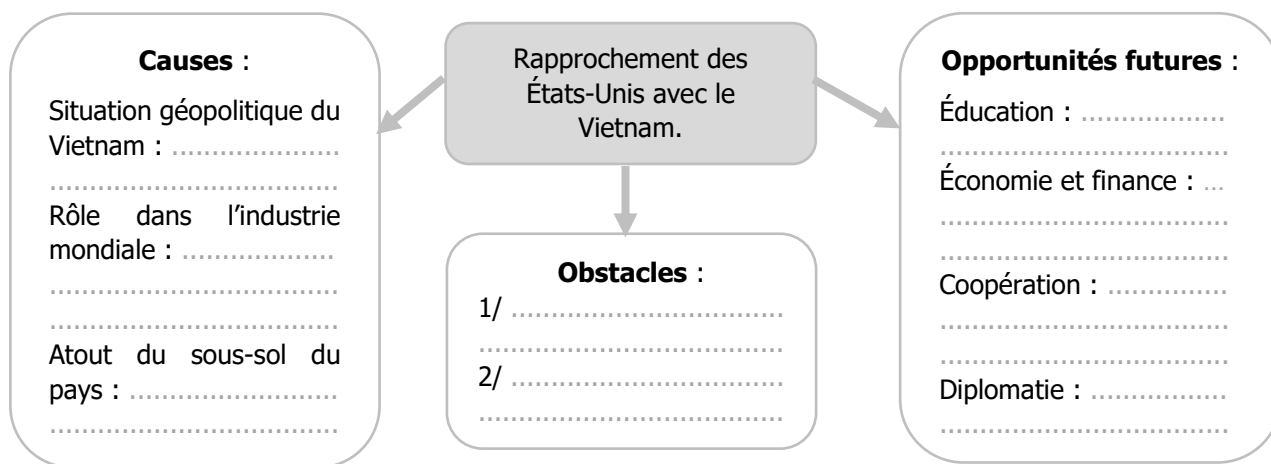 Causes :
Situation géopolitique du
Vietnam : .....................
....................................
Rôle dans l'industrie
mondiale : ...................
....................................
....................................
Atout du sous-sol du
pays : ..........................
....................................
Rapprochement des
États-Unis avec le
Vietnam.
Obstacles :
1/ ..................................
......................................
2/ ..................................
......................................
Opportunités futures :
Éducation : ..................
....................................
Économie et finance : ...
....................................
....................................
Coopération : ...............
....................................
....................................
Diplomatie : .................
....................................